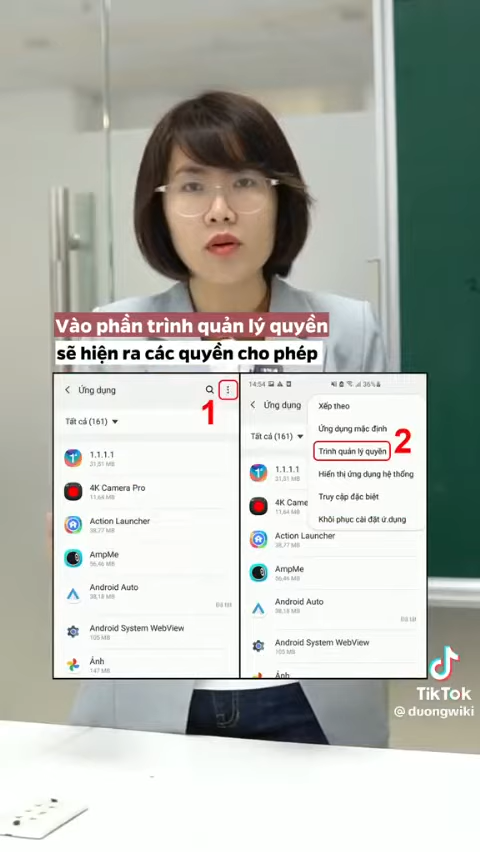 Vào phần trình quản lý quyền
sẽ hiện ra các quyền cho phép
Ứng dụng
1
Tất cả (161)
1.1.1.1
31,81 MB
4K Camera Pro
11,64 MB
Action Launcher
38,77 MB
AmpMe
56,46 MB
Android Auto
38,18 MB
Đã tắt
Android System WebView
105 MB
Ảnh
147 MB
14:54
36%
Ứng dụng
Tất cả (161)
Xếp theo
Ứng dụng mặc định
Trình quản lý quyền
2
Hiển thị ứng dụng hệ thống
Truy cập đặc biệt
Khôi phục cài đặt ứ.dụng
1.1.1.1
31,81 MB
4K Came
11,64 MB
Action Launcher
38,77 MB
AmpMe
56,46 MB
Android Auto
38,18 MB
Đã tắt
Android System WebView
105 MB
Ảnh
TikTok
@duongwiki